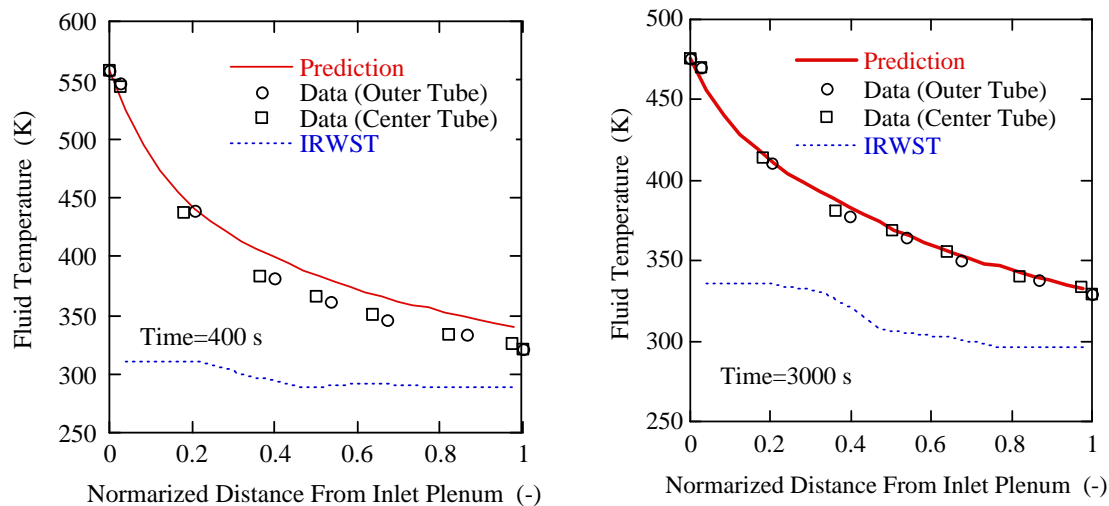 600
550
500
450
400
350
300
250
Fluid Temperature (K)
Prediction
Data (Outer Tube)
Data (Center Tube)
IRWST
Time=400 s
0 0.2 0.4 0.6 0.8 1
Normarized Distance From Inlet Plenum (-)
500
450
400
350
300
250
Fluid Temperature (K)
Prediction
Data (Outer Tube)
Data (Center Tube)
IRWST
Time=3000 s
0 0.2 0.4 0.6 0.8 1
Normarized Distance From Inlet Plenum (-)